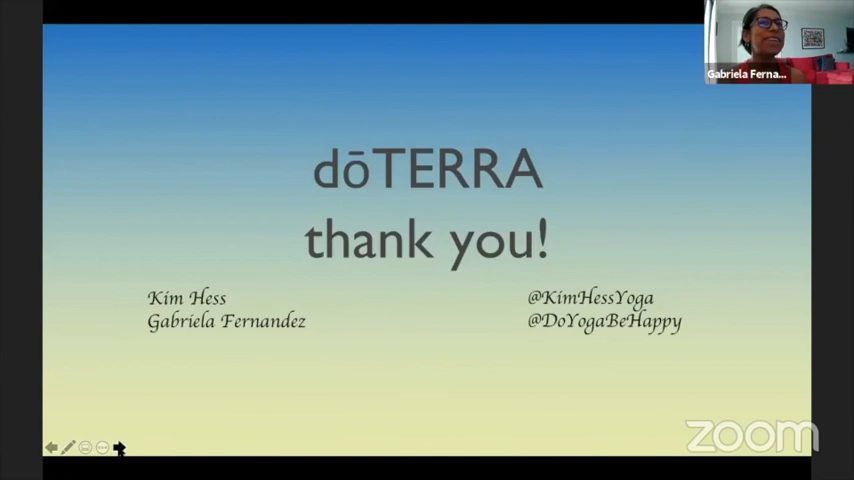 Gabriela Ferna...
dōTERRA
thank you!
Kim Hess
Gabriela Fernandez
@KimHessYoga
@DoYogaBeHappy
zoom